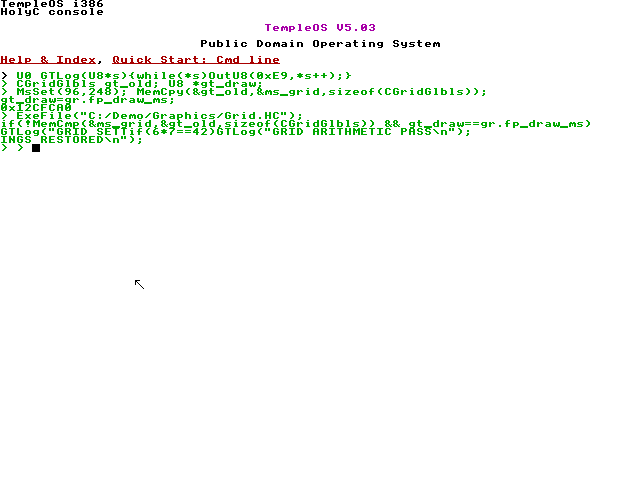 TempleOS i386
HolyC console
TempleOS V5.03
Public Domain Operating System
Help & Index, Quick Start: Cmd line
> U0 GTLog(U8*s){while(*s)OutU8(0xE9,*s++);}
> CGridGlbls gt_old; U8 *gt_draw;
> MsSet(96,248); MemCpy(&gt_old,&ms_grid,sizeof(CGridGlbls));
gt_draw=gr.fp_draw_ms;
0x12CFCA0
> ExeFile("C:/Demo/Graphics/Grid.HC");
if(!MemCmp(&ms_grid,&gt_old,sizeof(CGridGlbls)) && gt_draw==gr.fp_draw_ms)
GTLog("GRID SETTif(6*7==42)GTLog("GRID ARITHMETIC PASS\n");
INGS RESTORED\n");
> >